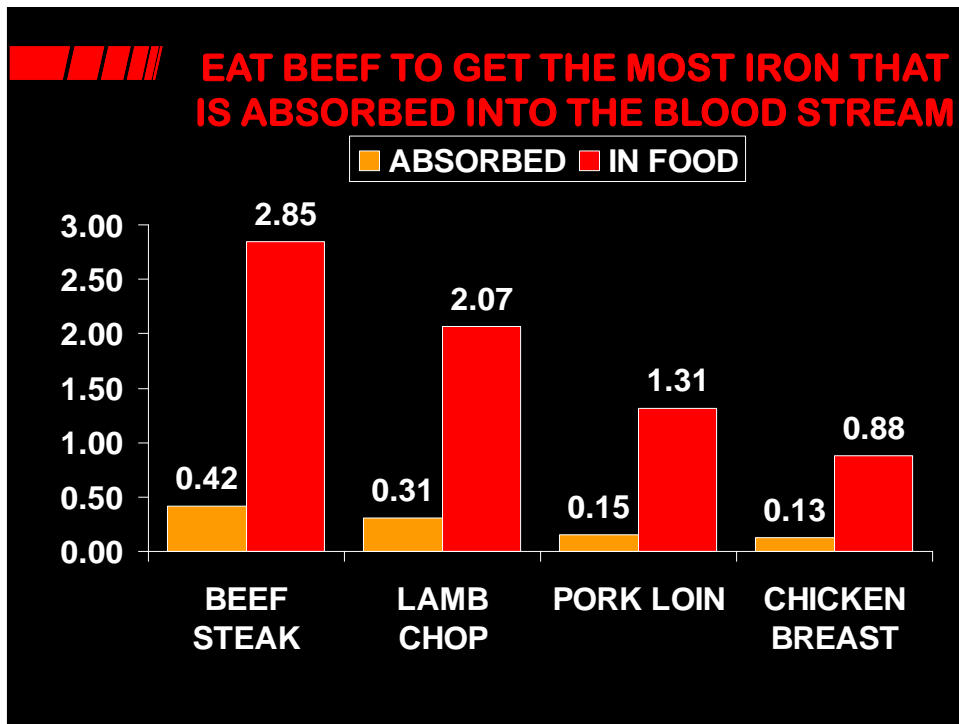 EAT BEEF TO GET THE MOST IRON THAT
IS ABSORBED INTO THE BLOOD STREAM
ABSORBED IN FOOD
3.00
2.50
2.00
1.50
1.00
0.50
0.00
2.85
0.42
2.07
0.31
1.31
0.15
0.88
0.13
BEEF
STEAK
LAMB
CHOP
PORK LOIN
CHICKEN
BREAST